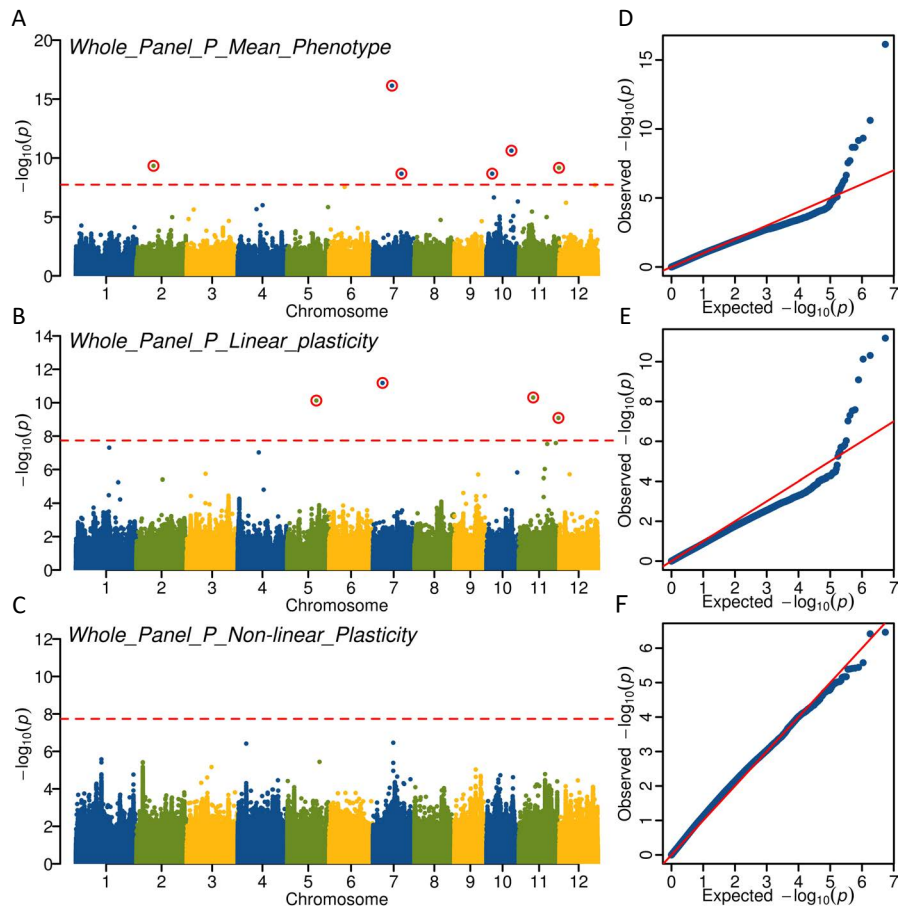 A
Whole_Panel_P_Mean_Phenotype
−log10(p)
20
15
10
5
0
1 2 3 4 5 6 7 8 9 10 11 12
Chromosome
D
Observed −log10(p)
15
10
5
0
0 1 2 3 4 5 6 7
Expected −log10(p)
B
Whole_Panel_P_Linear_plasticity
−log10(p)
14
12
10
8
6
4
2
0
1 2 3 4 5 6 7 8 9 10 11 12
Chromosome
E
Observed −log10(p)
10
8
6
4
2
0
0 1 2 3 4 5 6 7
Expected −log10(p)
C
Whole_Panel_P_Non-linear_Plasticity
−log10(p)
12
10
8
6
4
2
0
1 2 3 4 5 6 7 8 9 10 11 12
Chromosome
F
Observed −log10(p)
6
5
4
3
2
1
0
0 1 2 3 4 5 6 7
Expected −log10(p)